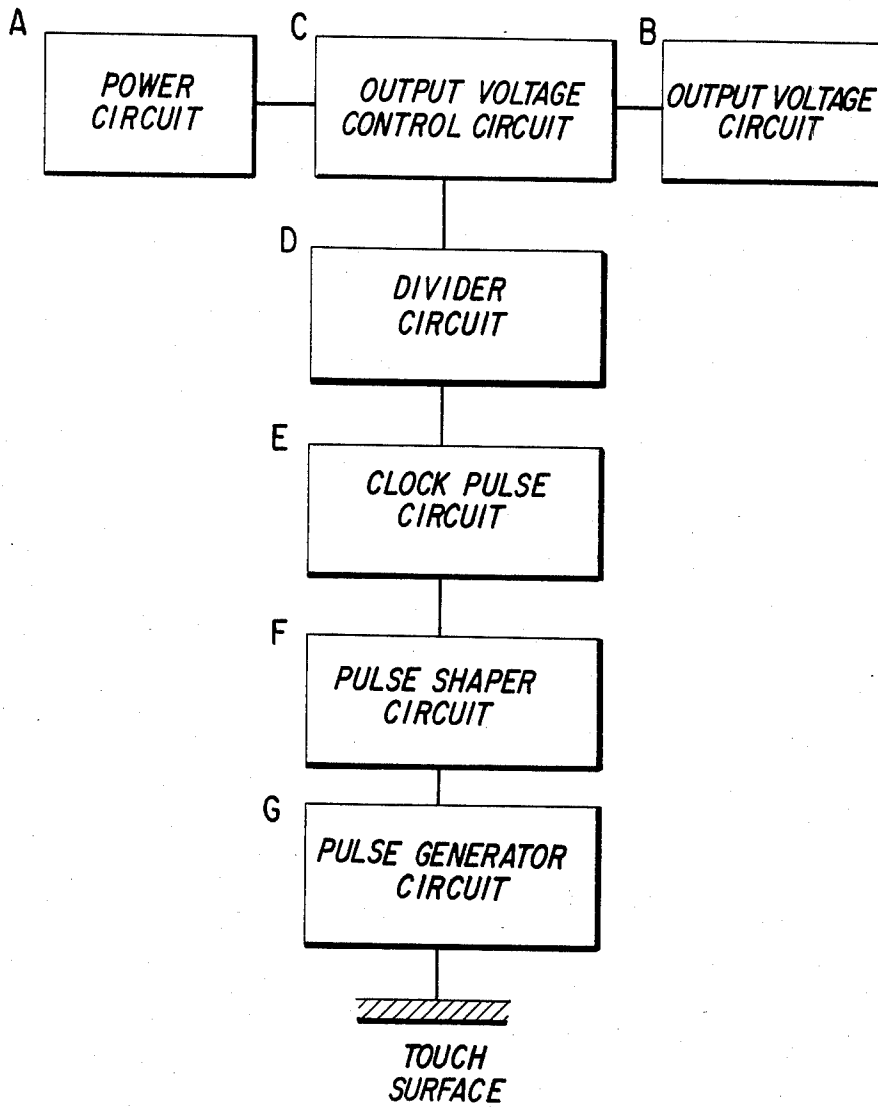 A
POWER
CIRCUIT
C
OUTPUT VOLTAGE
CONTROL CIRCUIT
B
OUTPUT VOLTAGE
CIRCUIT
D
DIVIDER
CIRCUIT
E
CLOCK PULSE
CIRCUIT
F
PULSE SHAPER
CIRCUIT
G
PULSE GENERATOR
CIRCUIT
TOUCH
SURFACE